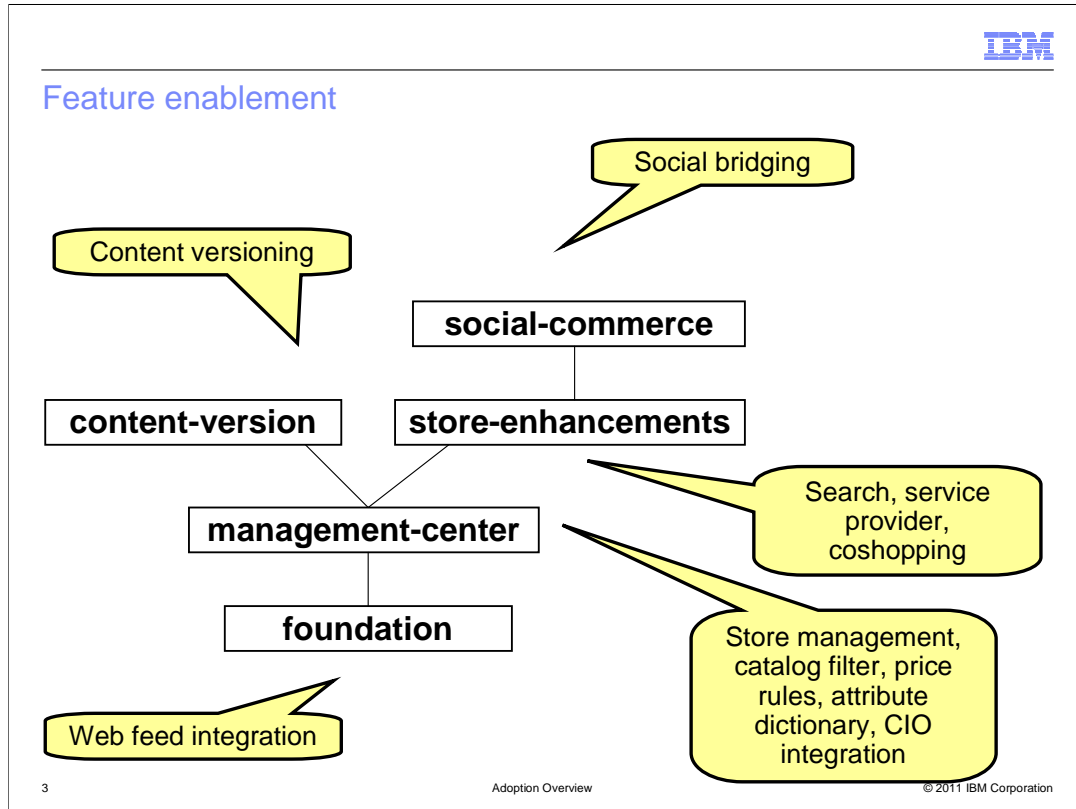 IBM
Feature enablement
Social bridging
Content versioning
social-commerce
content-version
store-enhancements
Search, service
provider,
coshopping
management-center
foundation
Store management,
catalog filter, price
rules, attribute
dictionary, CIO
integration
Web feed integration
3
Adoption Overview
© 2011 IBM Corporation